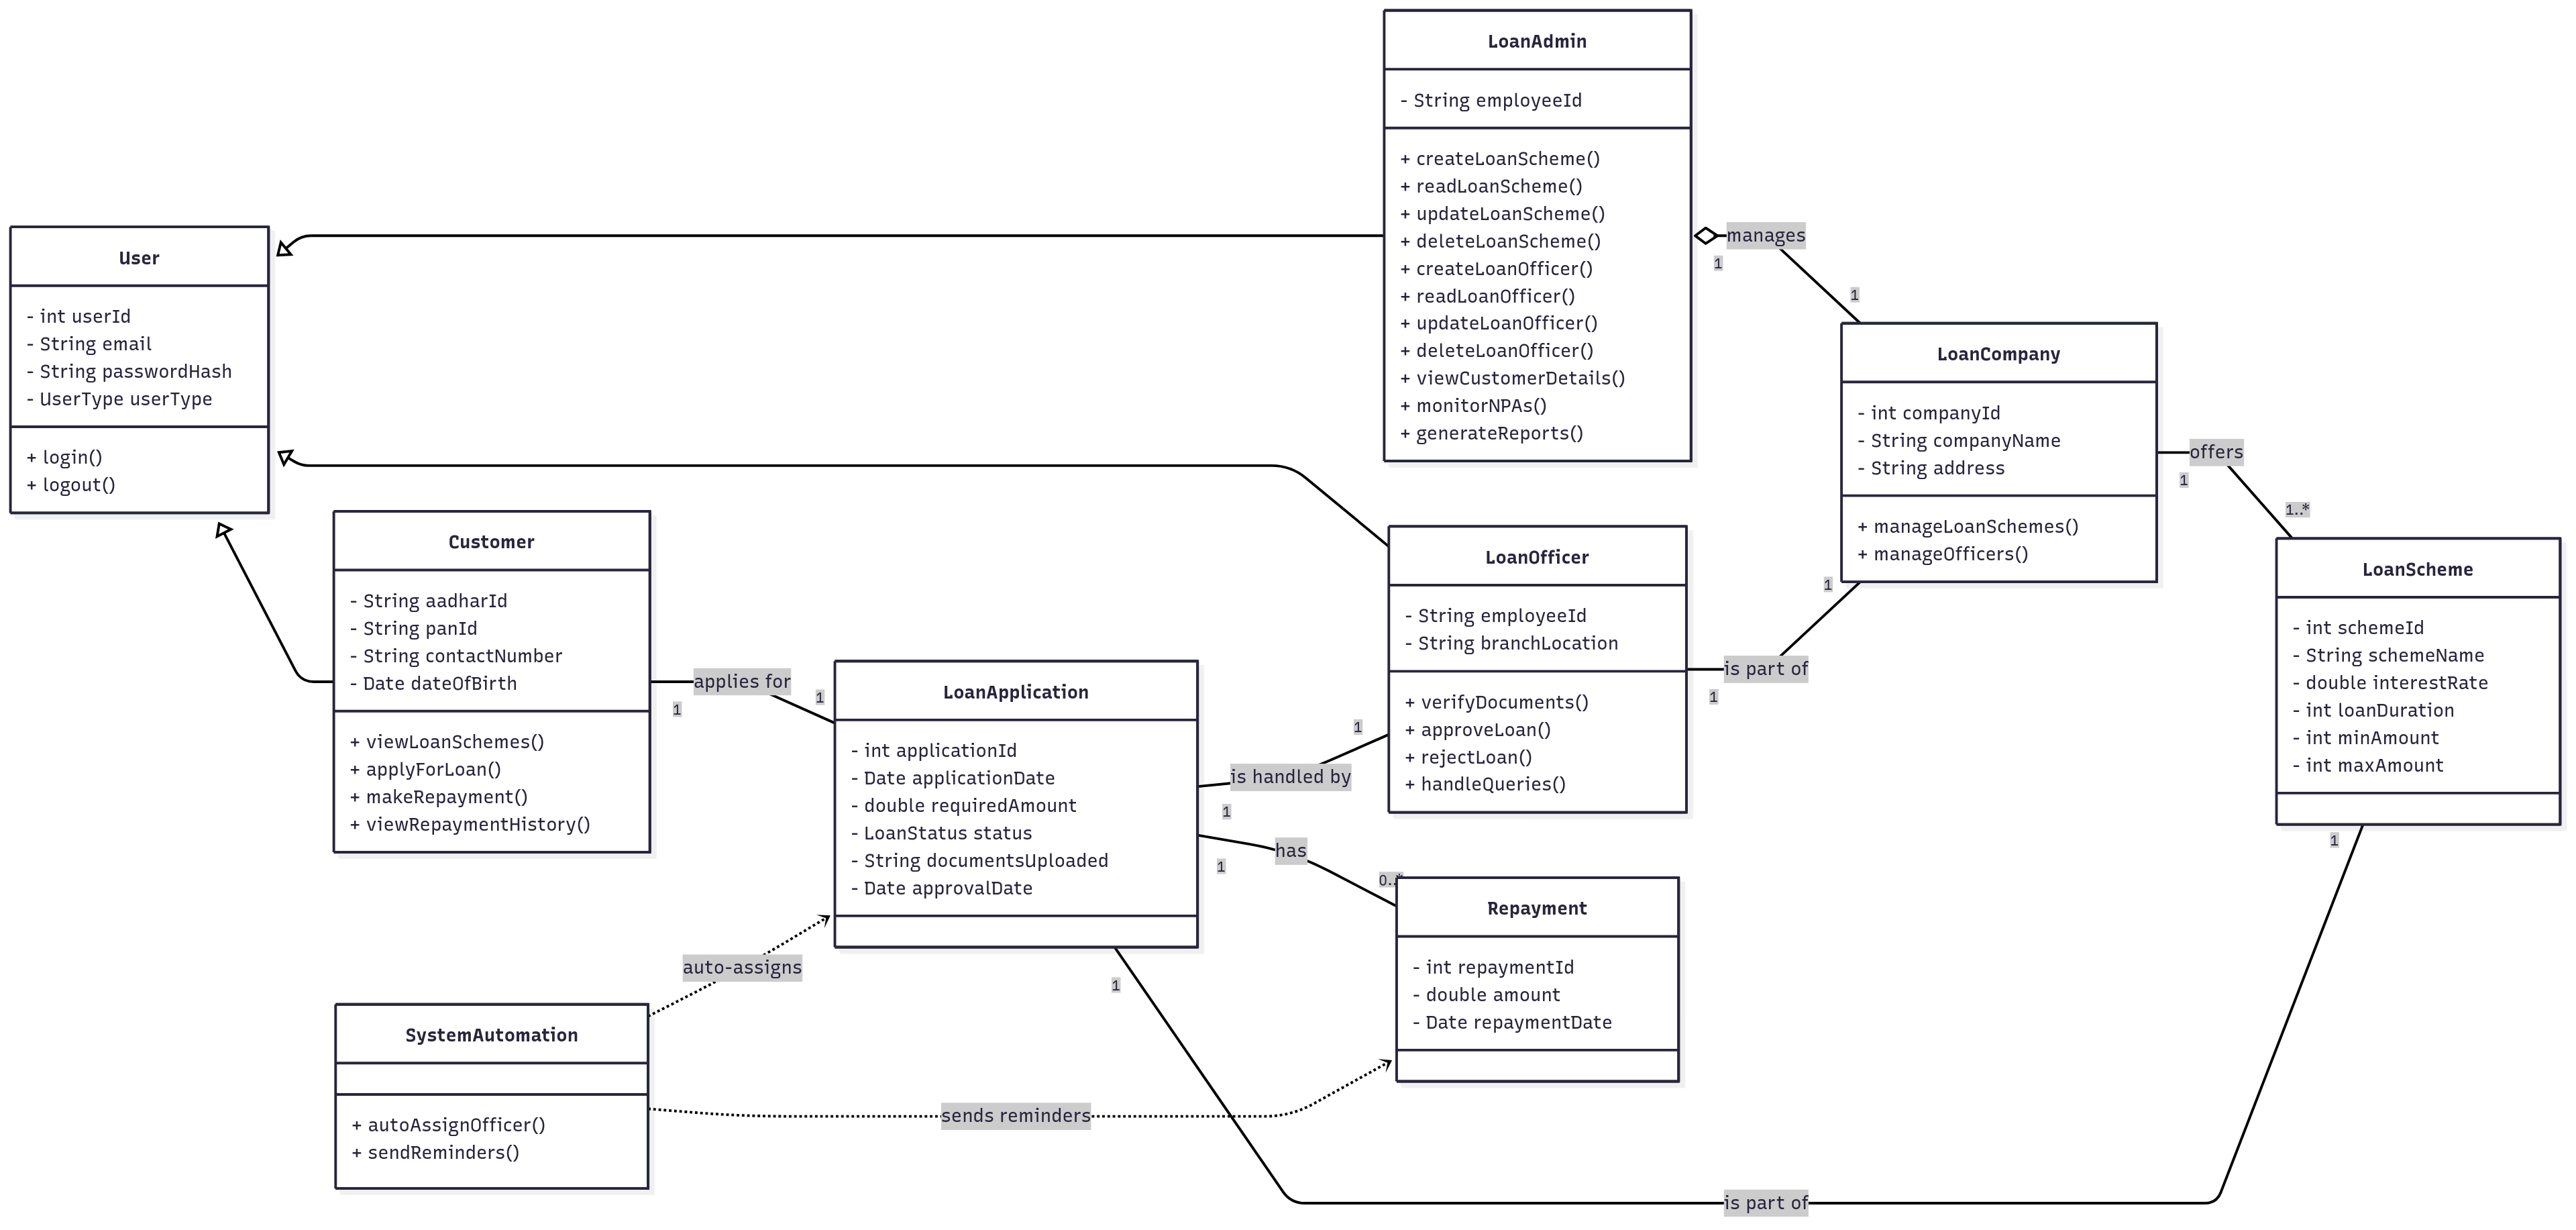 LoanAdmin
- String employeeId
+ createLoanScheme()
+ readLoanScheme()
+ updateLoanScheme()
+ deleteLoanScheme()
+ createLoanOfficer()
+ readLoanOfficer()
+ updateLoanOfficer()
+ deleteLoanOfficer()
+ viewCustomerDetails()
+ monitorNPAs()
+ generateReports()
User
- int userId
- String email
- String passwordHash
- UserType userType
+ login()
+ logout()
manages
1
1
LoanCompany
- int companyId
- String companyName
- String address
+ manageLoanSchemes()
+ manageOfficers()
offers
1
1..*
Customer
- String aadharId
- String panId
- String contactNumber
- Date dateOfBirth
+ viewLoanSchemes()
+ applyForLoan()
+ makeRepayment()
+ viewRepaymentHistory()
applies for
1
1
LoanApplication
- int applicationId
- Date applicationDate
- double requiredAmount
- LoanStatus status
- String documentsUploaded
- Date approvalDate
is handled by
1
1
LoanOfficer
- String employeeId
- String branchLocation
+ verifyDocuments()
+ approveLoan()
+ rejectLoan()
+ handleQueries()
is part of
1
1
LoanScheme
- int schemeId
- String schemeName
- double interestRate
- int loanDuration
- int minAmount
- int maxAmount
1
has
1
0..*
Repayment
- int repaymentId
- double amount
- Date repaymentDate
auto-assigns
1
SystemAutomation
+ autoAssignOfficer()
+ sendReminders()
sends reminders
is part of